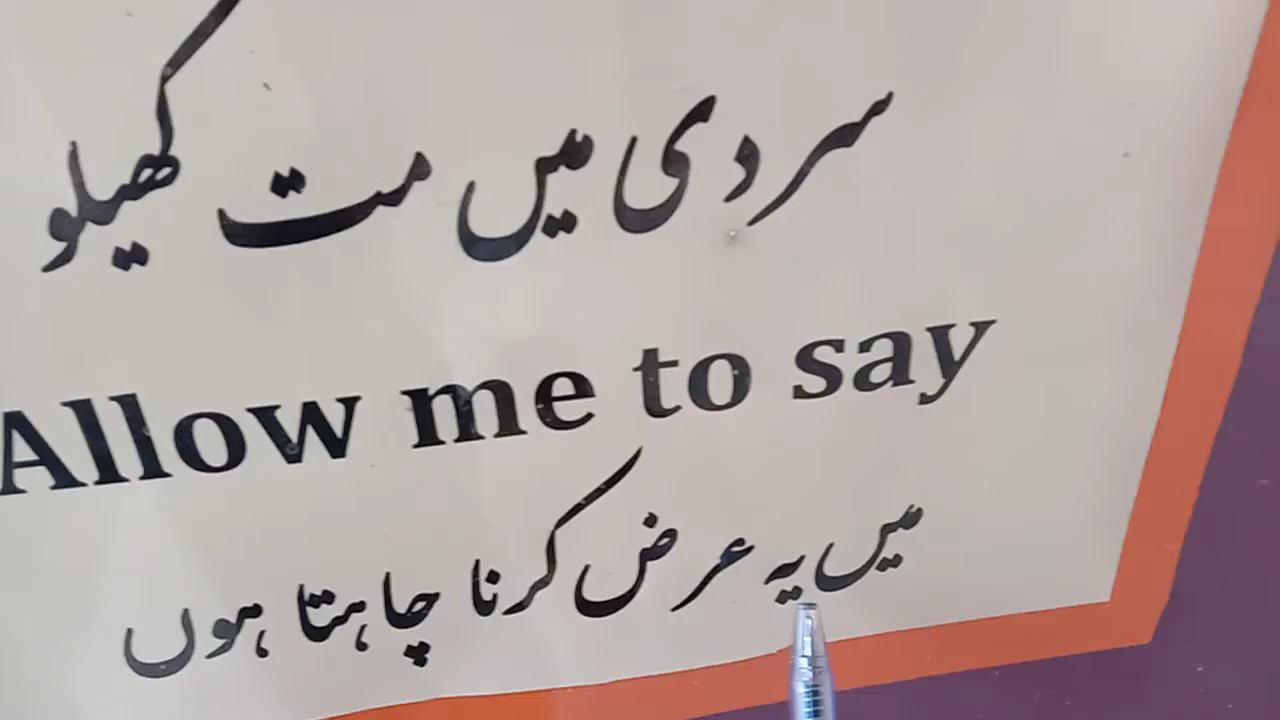 سردی میں مت کھیلو
Allow me to say
میں یہ عرض کرنا چاہتا ہوں